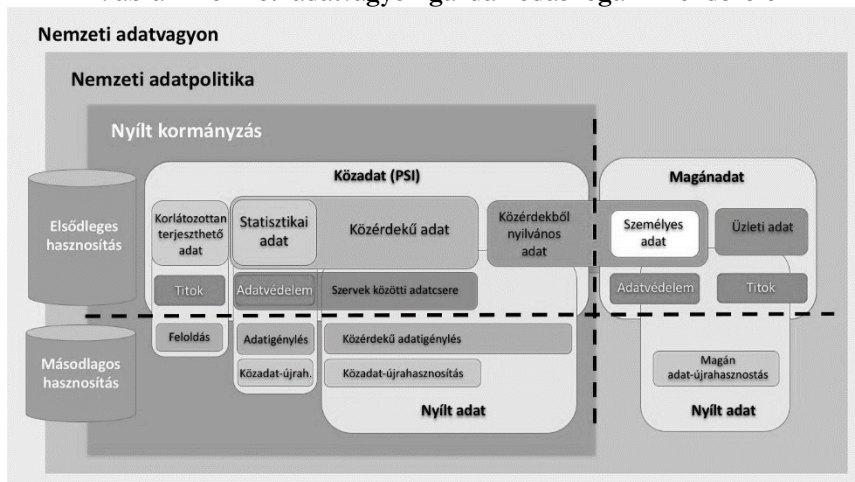 Nemzeti adatvagyon
Nemzeti adatpolitika
Nyílt kormányzás
Közadat (PSI)
Magánadat
Elsődleges
hasznosítás
Korlátozottan
terjeszthető
adat
Statisztikai
adat
Közérdekű adat
Közérdekből
nyilvános
adat
Személyes
adat
Üzleti adat
Titok
Adatvédelem
Szervek közötti adatcsere
Adatvédelem
Titok
Másodlagos
hasznosítás
Feloldás
Adatigénylés
Közérdekű adatigénylés
Közadat-újrah.
Közadat-újrahasznosítás
Magán
adat-újrahasznostás
Nyílt adat
Nyílt adat